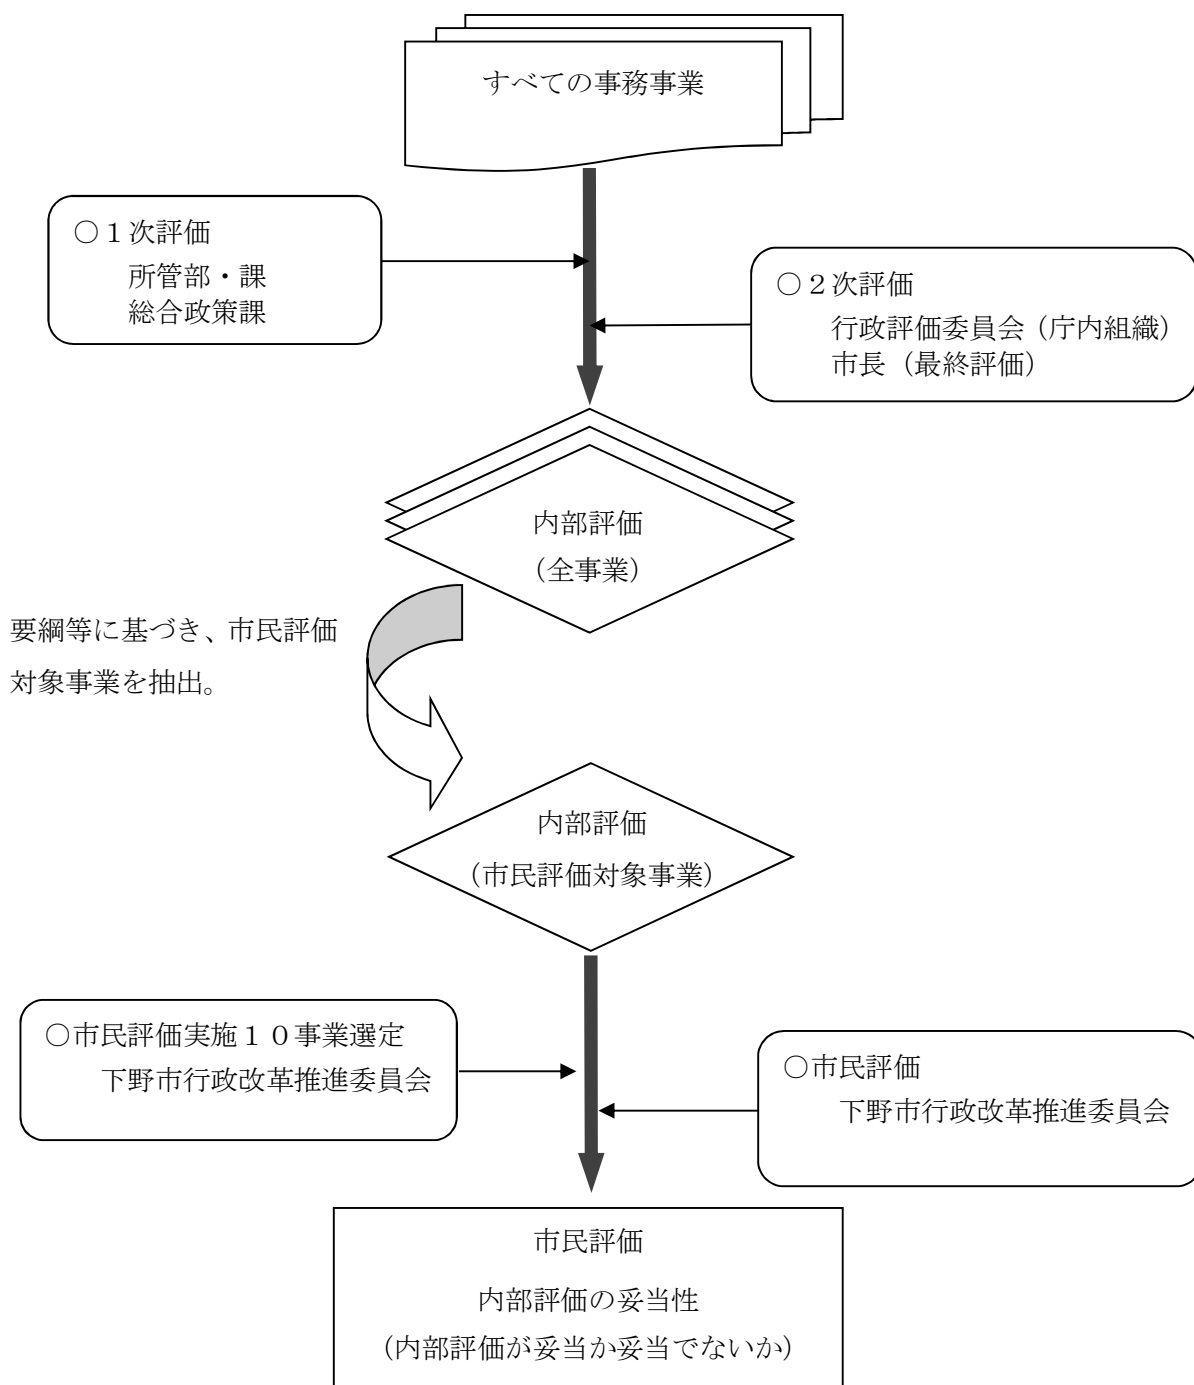 すべての事務事業
○１次評価
所管部・課
総合政策課
○２次評価
行政評価委員会（庁内組織）
市長（最終評価）
内部評価
（全事業）
要綱等に基づき、市民評価
対象事業を抽出。
内部評価
（市民評価対象事業）
○市民評価実施１０事業選定
下野市行政改革推進委員会
○市民評価
下野市行政改革推進委員会
市民評価
内部評価の妥当性
（内部評価が妥当か妥当でないか）